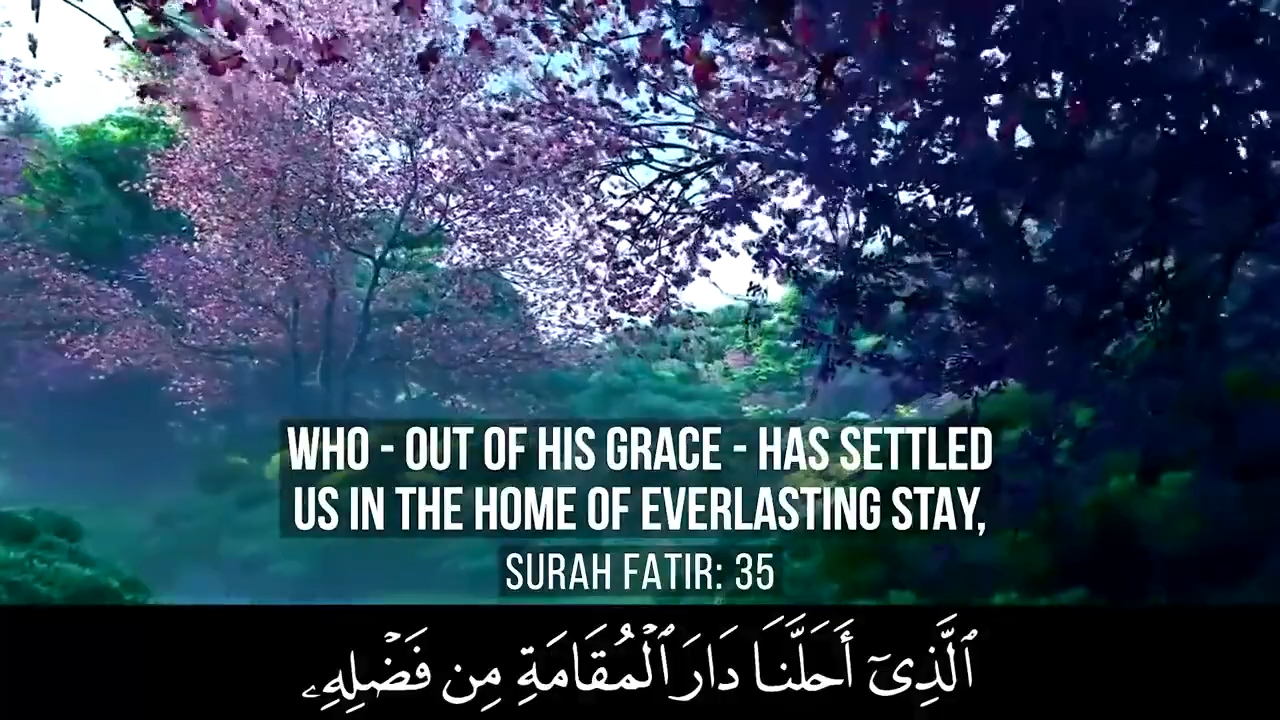 WHO - OUT OF HIS GRACE - HAS SETTLED
US IN THE HOME OF EVERLASTING STAY,
SURAH FATIR: 35
ٱلَّذِىٓ أَحَلَّنَا دَارَ ٱلْمُقَامَةِ مِن فَضْلِهِۦ